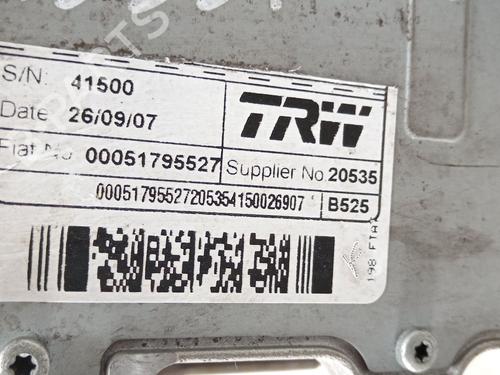 S/N: 41500
Date 26/09/07
TRW
Fiat No 00051795527
Supplier No 20535
00051795527205354150026907
B525